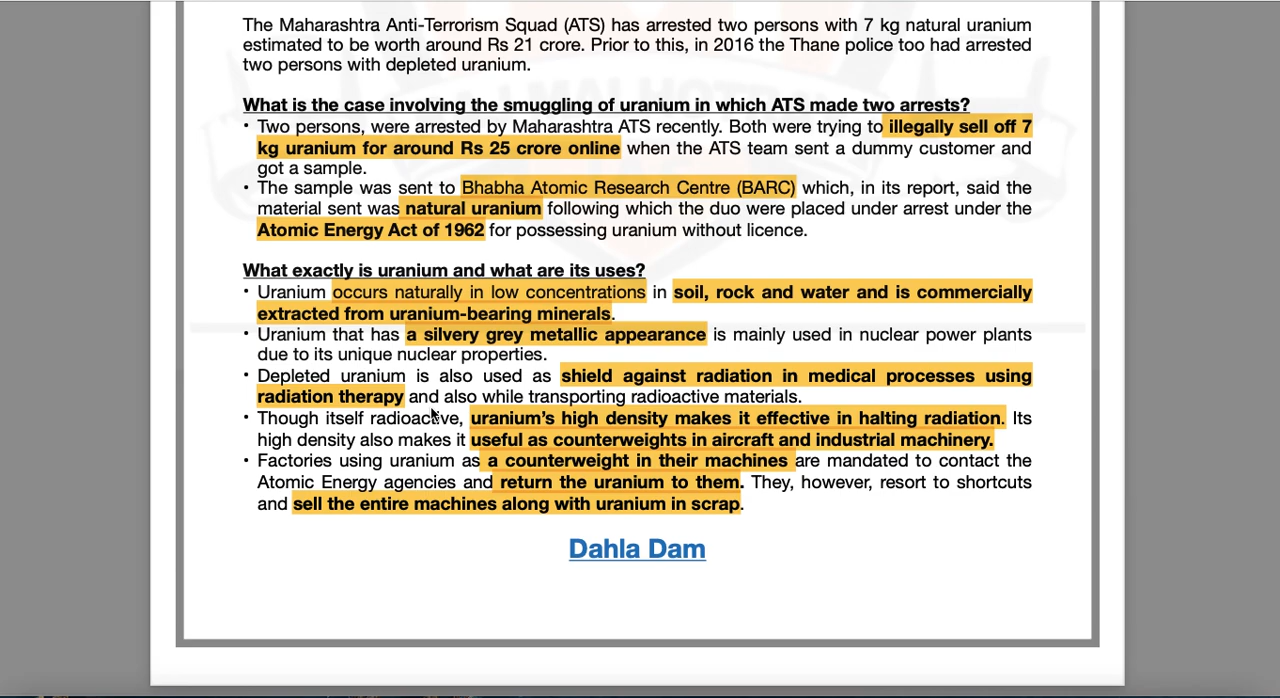 The Maharashtra Anti-Terrorism Squad (ATS) has arrested two persons with 7 kg natural uranium
estimated to be worth around Rs 21 crore. Prior to this, in 2016 the Thane police too had arrested
two persons with depleted uranium.
What is the case involving the smuggling of uranium in which ATS made two arrests?
• Two persons, were arrested by Maharashtra ATS recently. Both were trying to illegally sell off 7
kg uranium for around Rs 25 crore online when the ATS team sent a dummy customer and
got a sample.
• The sample was sent to Bhabha Atomic Research Centre (BARC) which, in its report, said the
material sent was natural uranium following which the duo were placed under arrest under the
Atomic Energy Act of 1962 for possessing uranium without licence.
What exactly is uranium and what are its uses?
• Uranium occurs naturally in low concentrations in soil, rock and water and is commercially
extracted from uranium-bearing minerals.
• Uranium that has a silvery grey metallic appearance is mainly used in nuclear power plants
due to its unique nuclear properties.
• Depleted uranium is also used as shield against radiation in medical processes using
radiation therapy and also while transporting radioactive materials.
• Though itself radioactive, uranium's high density makes it effective in halting radiation. Its
high density also makes it useful as counterweights in aircraft and industrial machinery.
• Factories using uranium as a counterweight in their machines are mandated to contact the
Atomic Energy agencies and return the uranium to them. They, however, resort to shortcuts
and sell the entire machines along with uranium in scrap.
Dahla Dam